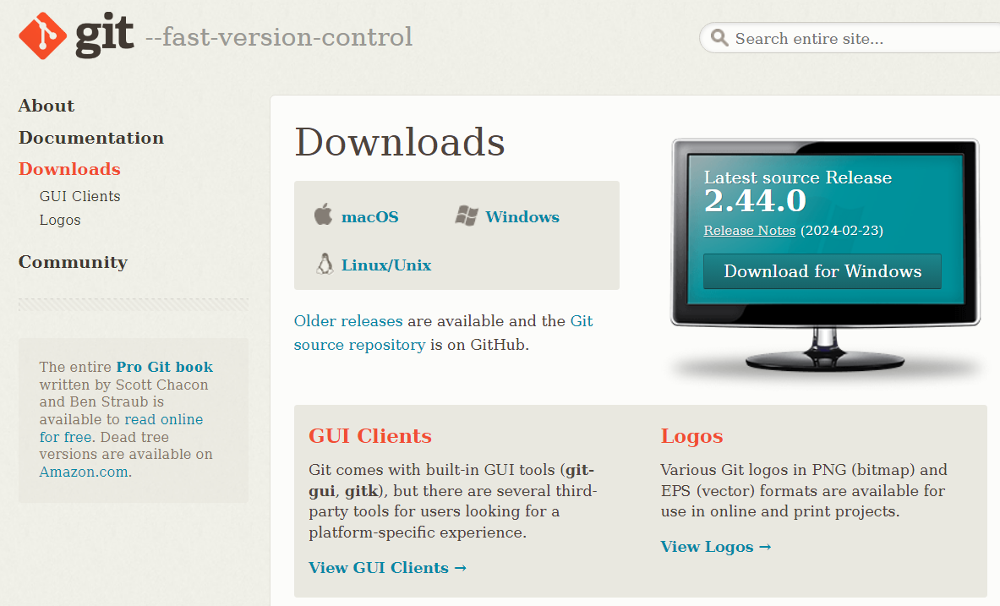 git --fast-version-control
Search entire site...
About
Documentation
Downloads
GUI Clients
Logos
Community
The entire Pro Git book
written by Scott Chacon
and Ben Straub is
available to read online
for free. Dead tree
versions are available on
Amazon.com.
Downloads
macOS
Windows
Linux/Unix
Older releases are available and the Git
source repository is on GitHub.
Latest source Release
2.44.0
Release Notes (2024-02-23)
Download for Windows
GUI Clients
Git comes with built-in GUI tools (git-
gui, gitk), but there are several third-
party tools for users looking for a
platform-specific experience.
View GUI Clients →
Logos
Various Git logos in PNG (bitmap) and
EPS (vector) formats are available for
use in online and print projects.
View Logos →